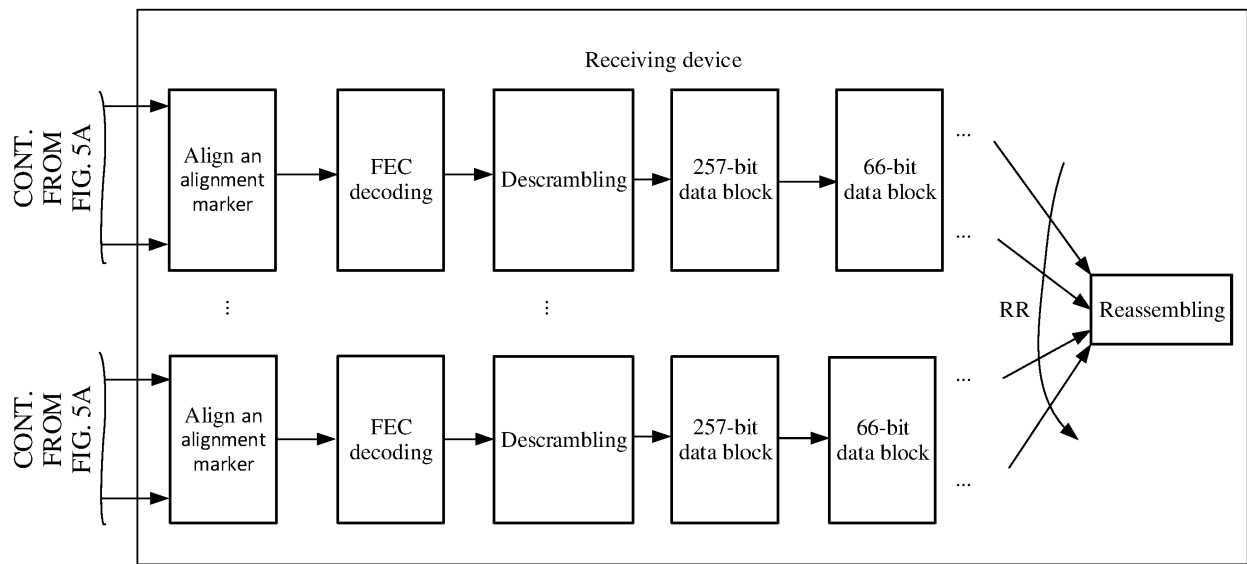 Receiving device
CONT.
FROM
FIG. 5A
Align an
alignment
marker
FEC
decoding
Descrambling
257-bit
data block
66-bit
data block
...
...
...
...
RR
Reassembling
CONT.
FROM
FIG. 5A
Align an
alignment
marker
FEC
decoding
Descrambling
257-bit
data block
66-bit
data block
...
...